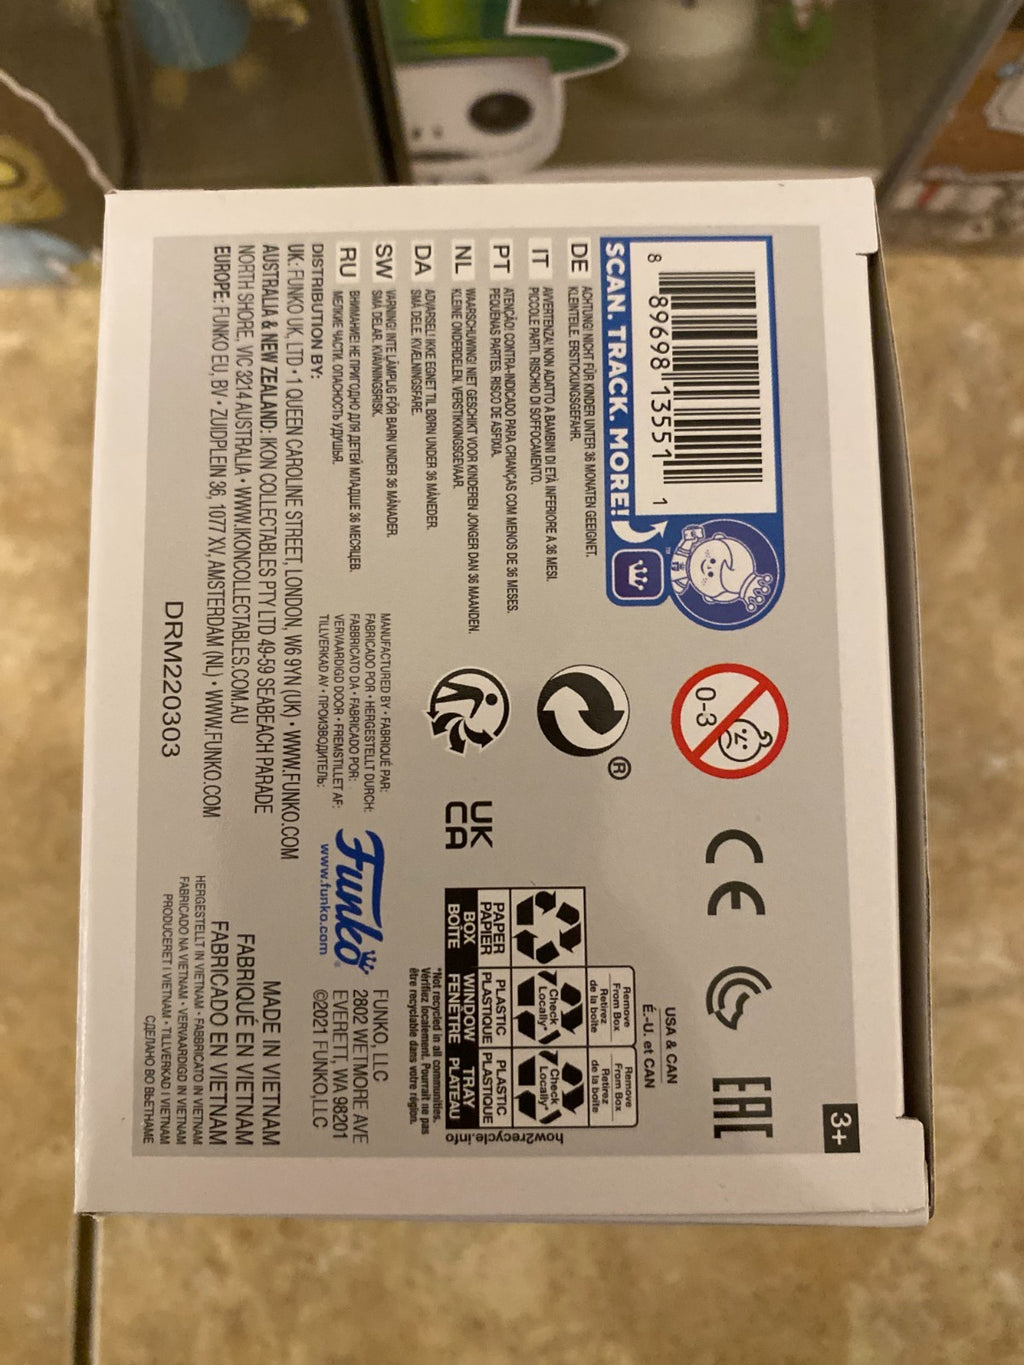 3+
8 89698 13551 1
SCAN. TRACK. MORE!
™
0-3
CE
EAC
DE ACHTUNG! NICHT FÜR KINDER UNTER 36 MONATEN GEEIGNET.
KLEINTEILE. ERSTICKUNGSGEFAHR.
IT AVVERTENZA! NON ADATTO A BAMBINI DI ETÀ INFERIORE A 36 MESI.
PICCOLE PARTI. RISCHIO DI SOFFOCAMENTO.
PT ATENÇÃO! CONTRA-INDICADO PARA CRIANÇAS COM MENOS DE 36 MESES.
PEQUENAS PARTES. RISCO DE ASFIXIA.
NL WAARSCHUWING! NIET GESCHIKT VOOR KINDEREN JONGER DAN 36 MAANDEN.
KLEINE ONDERDELEN. VERSTIKKINGSGEVAAR.
DA ADVARSEL! IKKE EGNET TIL BØRN UNDER 36 MÅNEDER.
SMÅ DELE. KVÆLNINGSFARE.
SW VARNING! INTE LÄMPLIG FÖR BARN UNDER 36 MÅNADER.
SMÅ DELAR. KVÄVNINGSRISK.
RU ВНИМАНИЕ! НЕ ПРИГОДНО ДЛЯ ДЕТЕЙ МЛАДШЕ 36 МЕСЯЦЕВ.
МЕЛКИЕ ЧАСТИ. ОПАСНОСТЬ УДУШЬЯ.
®
UK
CA
USA & CAN
É.-U. et CAN
Remove
From Box
Retirez
de la boîte
Remove
From Box
Retirez
de la boîte
Check
Locally*
Check
Locally*
PAPER
PAPIER
PLASTIC
PLASTIQUE
PLASTIC
PLASTIQUE
BOX
BOÎTE
WINDOW
FENÊTRE
TRAY
PLATEAU
how2recycle.info
*Not recycled in all communities.
Vérifiez localement. Pourrait ne pas
être recyclable dans votre région.
MANUFACTURED BY • FABRIQUÉ PAR:
FABRICADO POR • HERGESTELLT DURCH:
FABBRICATO DA • FABRICADO POR:
VERVAARDIGD DOOR • FREMSTILLET AF:
TILLVERKAD AV • ПРОИЗВОДИТЕЛЬ:
Funko®
www.funko.com
FUNKO, LLC
2802 WETMORE AVE
EVERETT, WA 98201
©2021 FUNKO,LLC
DISTRIBUTION BY:
UK: FUNKO UK, LTD • 1 QUEEN CAROLINE STREET, LONDON, W6 9YN (UK) • WWW.FUNKO.COM
AUSTRALIA & NEW ZEALAND: IKON COLLECTABLES PTY LTD 49-59 SEABEACH PARADE
NORTH SHORE, VIC 3214 AUSTRALIA • WWW.IKONCOLLECTABLES.COM.AU
EUROPE: FUNKO EU, BV • ZUIDPLEIN 36, 1077 XV, AMSTERDAM (NL) • WWW.FUNKO.COM
DRM220303
MADE IN VIETNAM
FABRIQUÉ EN VIETNAM
FABRICADO EN VIETNAM
HERGESTELLT IN VIETNAM • FABBRICATO IN VIETNAM
FABRICADO NA VIETNAM • VERVAARDIGD IN VIETNAM
PRODUCERET I VIETNAM • TILLVERKAD I VIETNAM
СДЕЛАНО ВО ВЬЕТНАМЕ